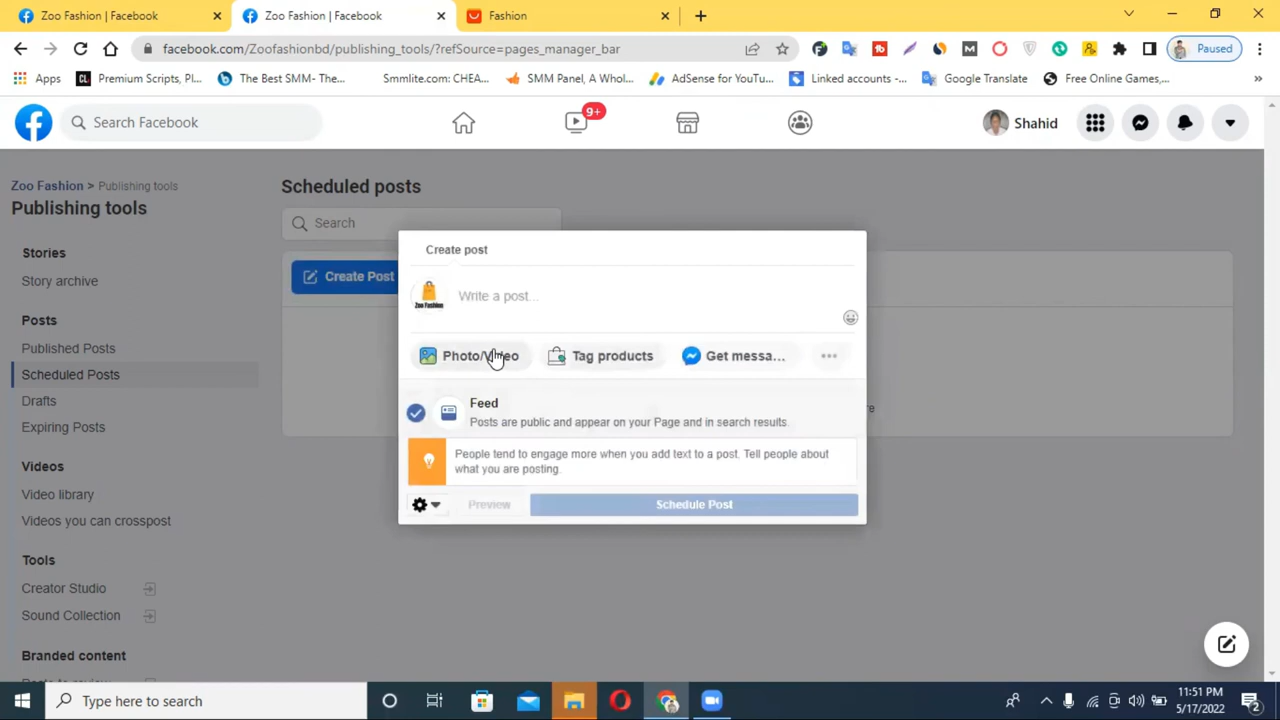 Zoo Fashion | Facebook
Zoo Fashion | Facebook
Fashion
facebook.com/Zoofashionbd/publishing_tools/?refSource=pages_manager_bar
Paused
Apps
Premium Scripts, Pl...
The Best SMM- The...
Smmlite.com: CHEA...
SMM Panel, A Whol...
AdSense for YouTu...
Linked accounts -...
Google Translate
Free Online Games,...
Search Facebook
9+
Shahid
Zoo Fashion > Publishing tools
Publishing tools
Stories
Story archive
Posts
Published Posts
Scheduled Posts
Drafts
Expiring Posts
Videos
Video library
Videos you can crosspost
Tools
Creator Studio
Sound Collection
Branded content
Scheduled posts
Search
Create Post
Create post
Zoo Fashion
Write a post...
Photo/Video
Tag products
Get messa...
Feed
Posts are public and appear on your Page and in search results.
People tend to engage more when you add text to a post. Tell people about
what you are posting.
Preview
Schedule Post
Type here to search
11:51 PM
5/17/2022
2